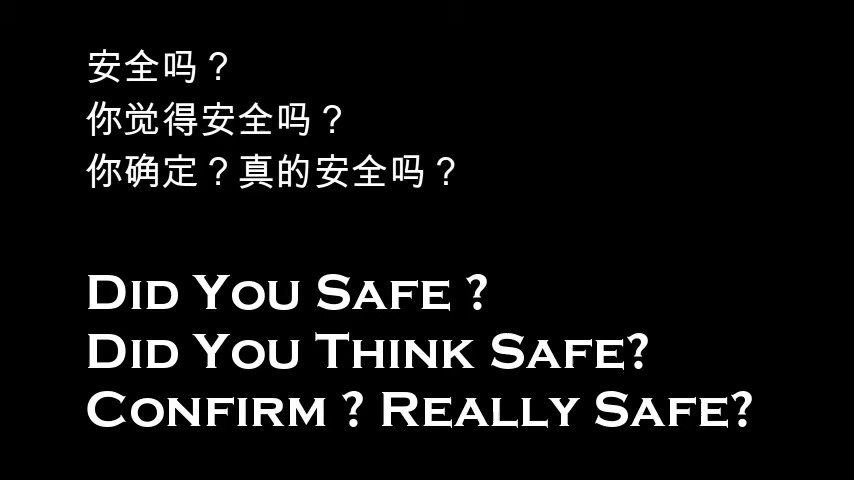 安全吗？
你觉得安全吗？
你确定？真的安全吗？
Did You Safe ?
Did You Think Safe?
Confirm ? Really Safe?